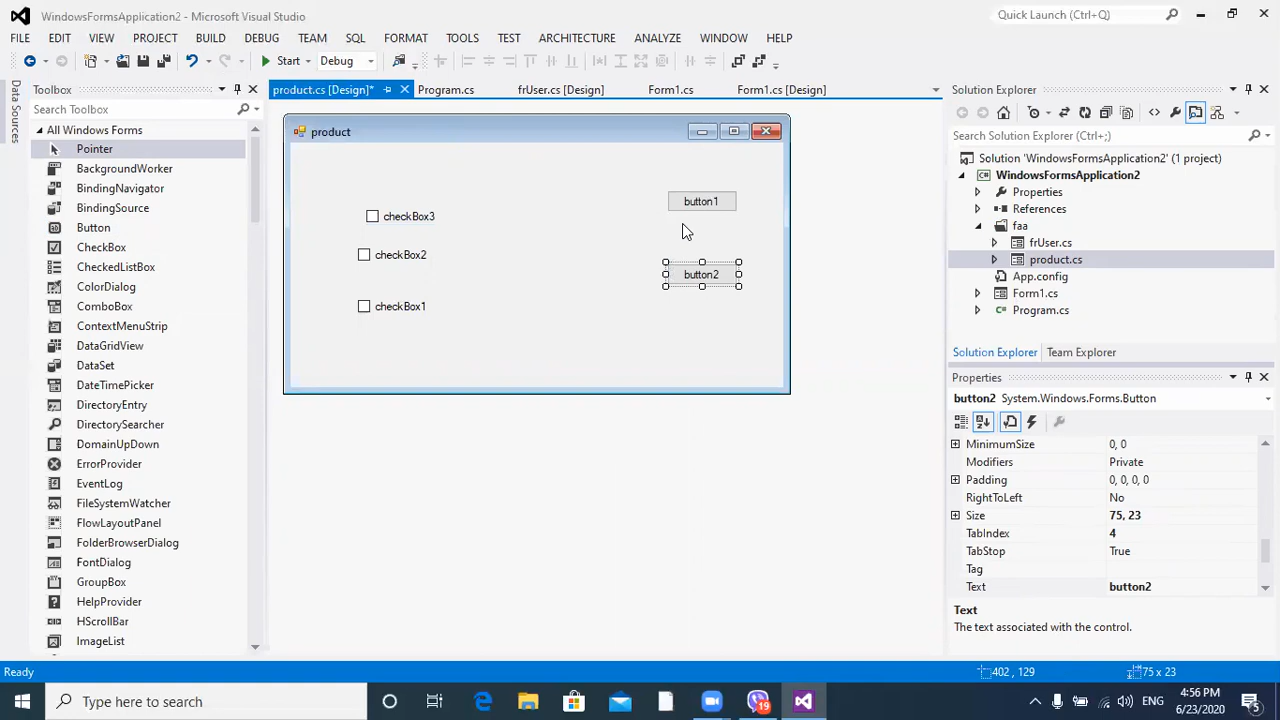 WindowsFormsApplication2 - Microsoft Visual Studio
Quick Launch (Ctrl+Q)
FILE EDIT VIEW PROJECT BUILD DEBUG TEAM SQL FORMAT TOOLS TEST ARCHITECTURE ANALYZE WINDOW HELP
Start Debug
Data Sources
Toolbox
Search Toolbox
All Windows Forms
Pointer
BackgroundWorker
BindingNavigator
BindingSource
Button
CheckBox
CheckedListBox
ColorDialog
ComboBox
ContextMenuStrip
DataGridView
DataSet
DateTimePicker
DirectoryEntry
DirectorySearcher
DomainUpDown
ErrorProvider
EventLog
FileSystemWatcher
FlowLayoutPanel
FolderBrowserDialog
FontDialog
GroupBox
HelpProvider
HScrollBar
ImageList
product.cs [Design]* Program.cs frUser.cs [Design] Form1.cs Form1.cs [Design]
product
button1
checkBox3
checkBox2
button2
checkBox1
Solution Explorer
Search Solution Explorer (Ctrl+;)
Solution 'WindowsFormsApplication2' (1 project)
WindowsFormsApplication2
Properties
References
faa
frUser.cs
product.cs
App.config
Form1.cs
Program.cs
Solution Explorer Team Explorer
Properties
button2 System.Windows.Forms.Button
MinimumSize 0, 0
Modifiers Private
Padding 0, 0, 0, 0
RightToLeft No
Size 75, 23
TabIndex 4
TabStop True
Tag
Text button2
Text
The text associated with the control.
Ready 402 , 129 75 x 23
Type here to search
19
ENG
4:56 PM
6/23/2020
5